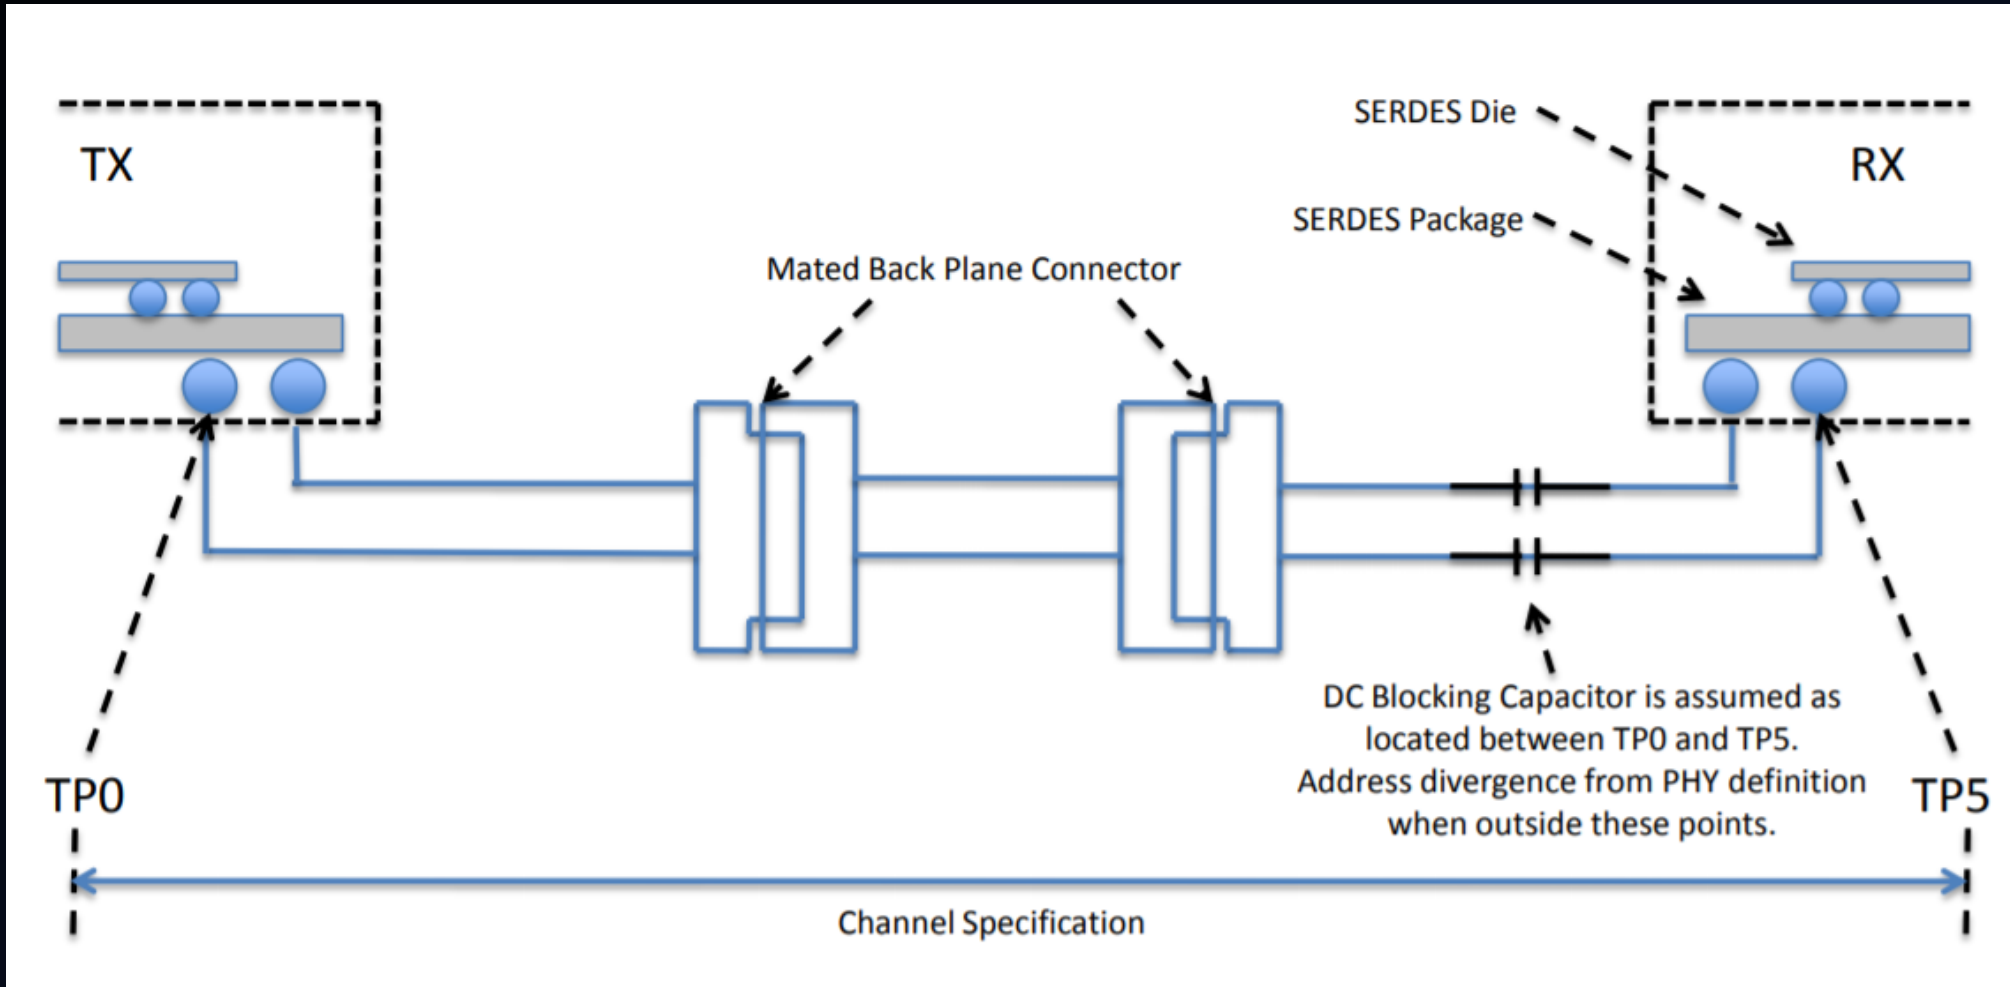 TX
SERDES Die
RX
SERDES Package
Mated Back Plane Connector
DC Blocking Capacitor is assumed as
located between TP0 and TP5.
Address divergence from PHY definition
when outside these points.
TP0
TP5
Channel Specification